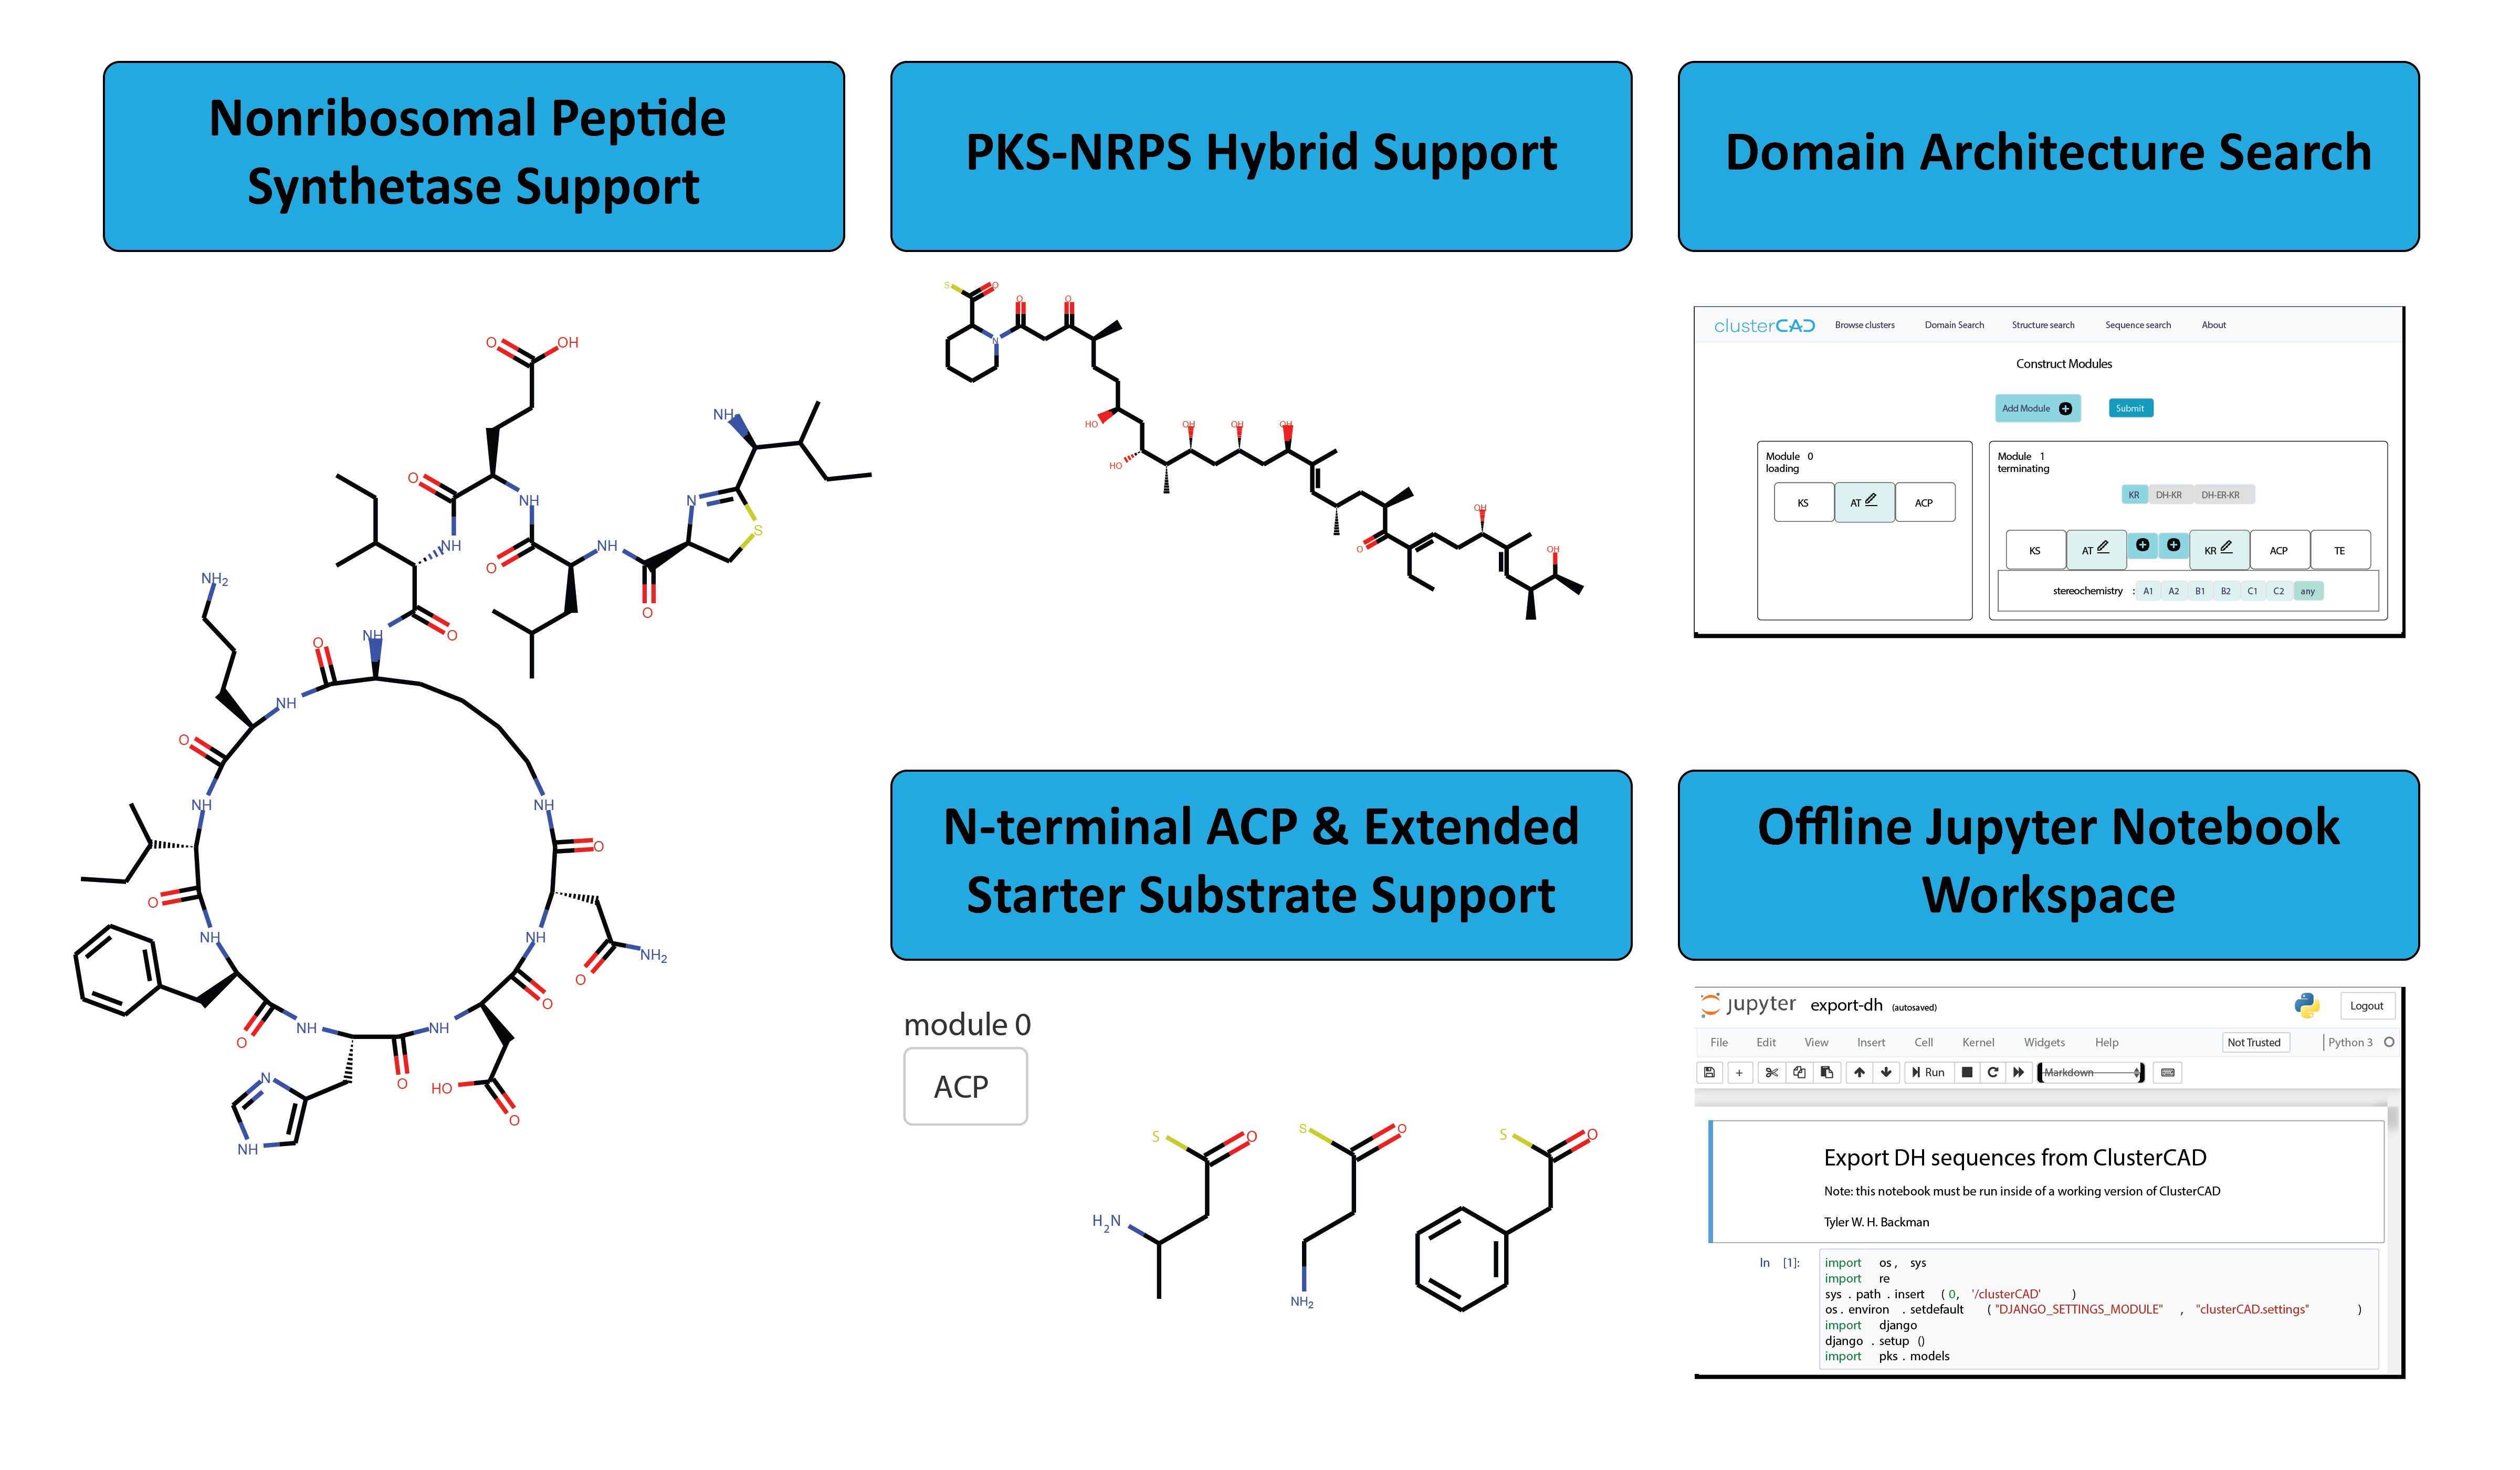 Nonribosomal Peptide
Synthetase Support
PKS-NRPS Hybrid Support
Domain Architecture Search
O
OH
O
NH
NH
O
NH
O
NH
N
S
O
NH
O
NH2
O
NH
O
NH
O
NH
O
NH
O
NH
O
NH
O
NH2
O
NH
O
HO
O
N
NH
S
O
N
O
O
HO
HO
OH
OH
OH
O
OH
OH
clusterCAD
Browse clusters
Domain Search
Structure search
Sequence search
About
Construct Modules
Add Module
Submit
Module 0
loading
KS
AT
ACP
Module 1
terminating
KR
DH-KR
DH-ER-KR
KS
AT
KR
ACP
TE
stereochemistry : A1 A2 B1 B2 C1 C2 any
N-terminal ACP & Extended
Starter Substrate Support
module 0
ACP
S
O
H2N
S
O
NH2
S
O
Offline Jupyter Notebook
Workspace
jupyter export-dh (autosaved)
Logout
File Edit View Insert Cell Kernel Widgets Help
Not Trusted
Python 3
Run
Markdown
Export DH sequences from ClusterCAD
Note: this notebook must be run inside of a working version of ClusterCAD
Tyler W. H. Backman
In [1]:
import os , sys
import re
sys . path . insert ( 0, '/clusterCAD' )
os . environ . setdefault ( "DJANGO_SETTINGS_MODULE" , "clusterCAD.settings" )
import django
django . setup ()
import pks . models